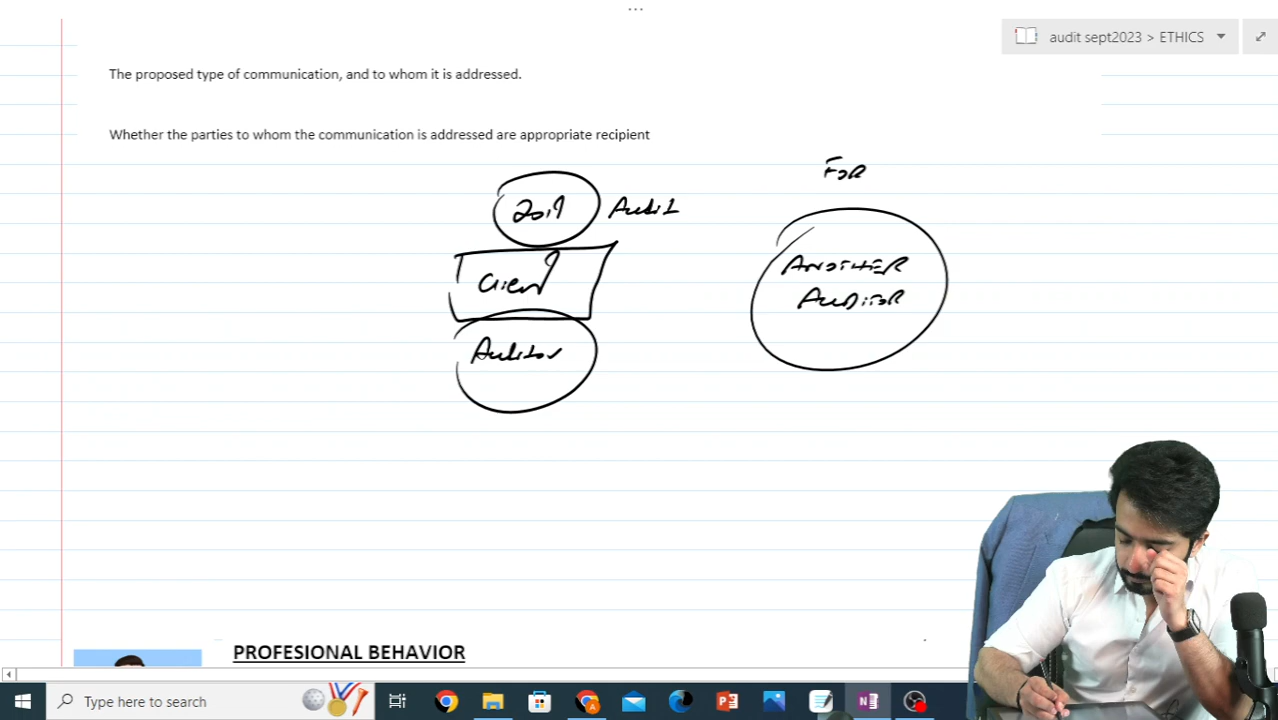 ...
audit sept2023 > ETHICS
The proposed type of communication, and to whom it is addressed.
Whether the parties to whom the communication is addressed are appropriate recipient
FOR
2019 Audit
Client
ANOTHER
AUDITOR
Auditor
PROFESIONAL BEHAVIOR
Type here to search